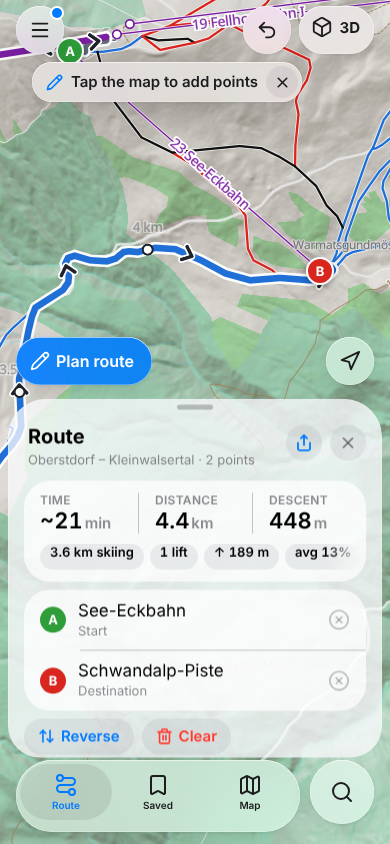 19 Fellho
3D
A
Tap the map to add points
23 See-Eckbahn
4 km
Warmatsgundmös
B
3.5
Plan route
Route
Oberstdorf – Kleinwalsertal · 2 points
TIME DISTANCE DESCENT
~21 min 4.4 km 448 m
3.6 km skiing 1 lift ↑ 189 m avg 13%
A See-Eckbahn
Start
B Schwandalp-Piste
Destination
Reverse Clear
Route Saved Map